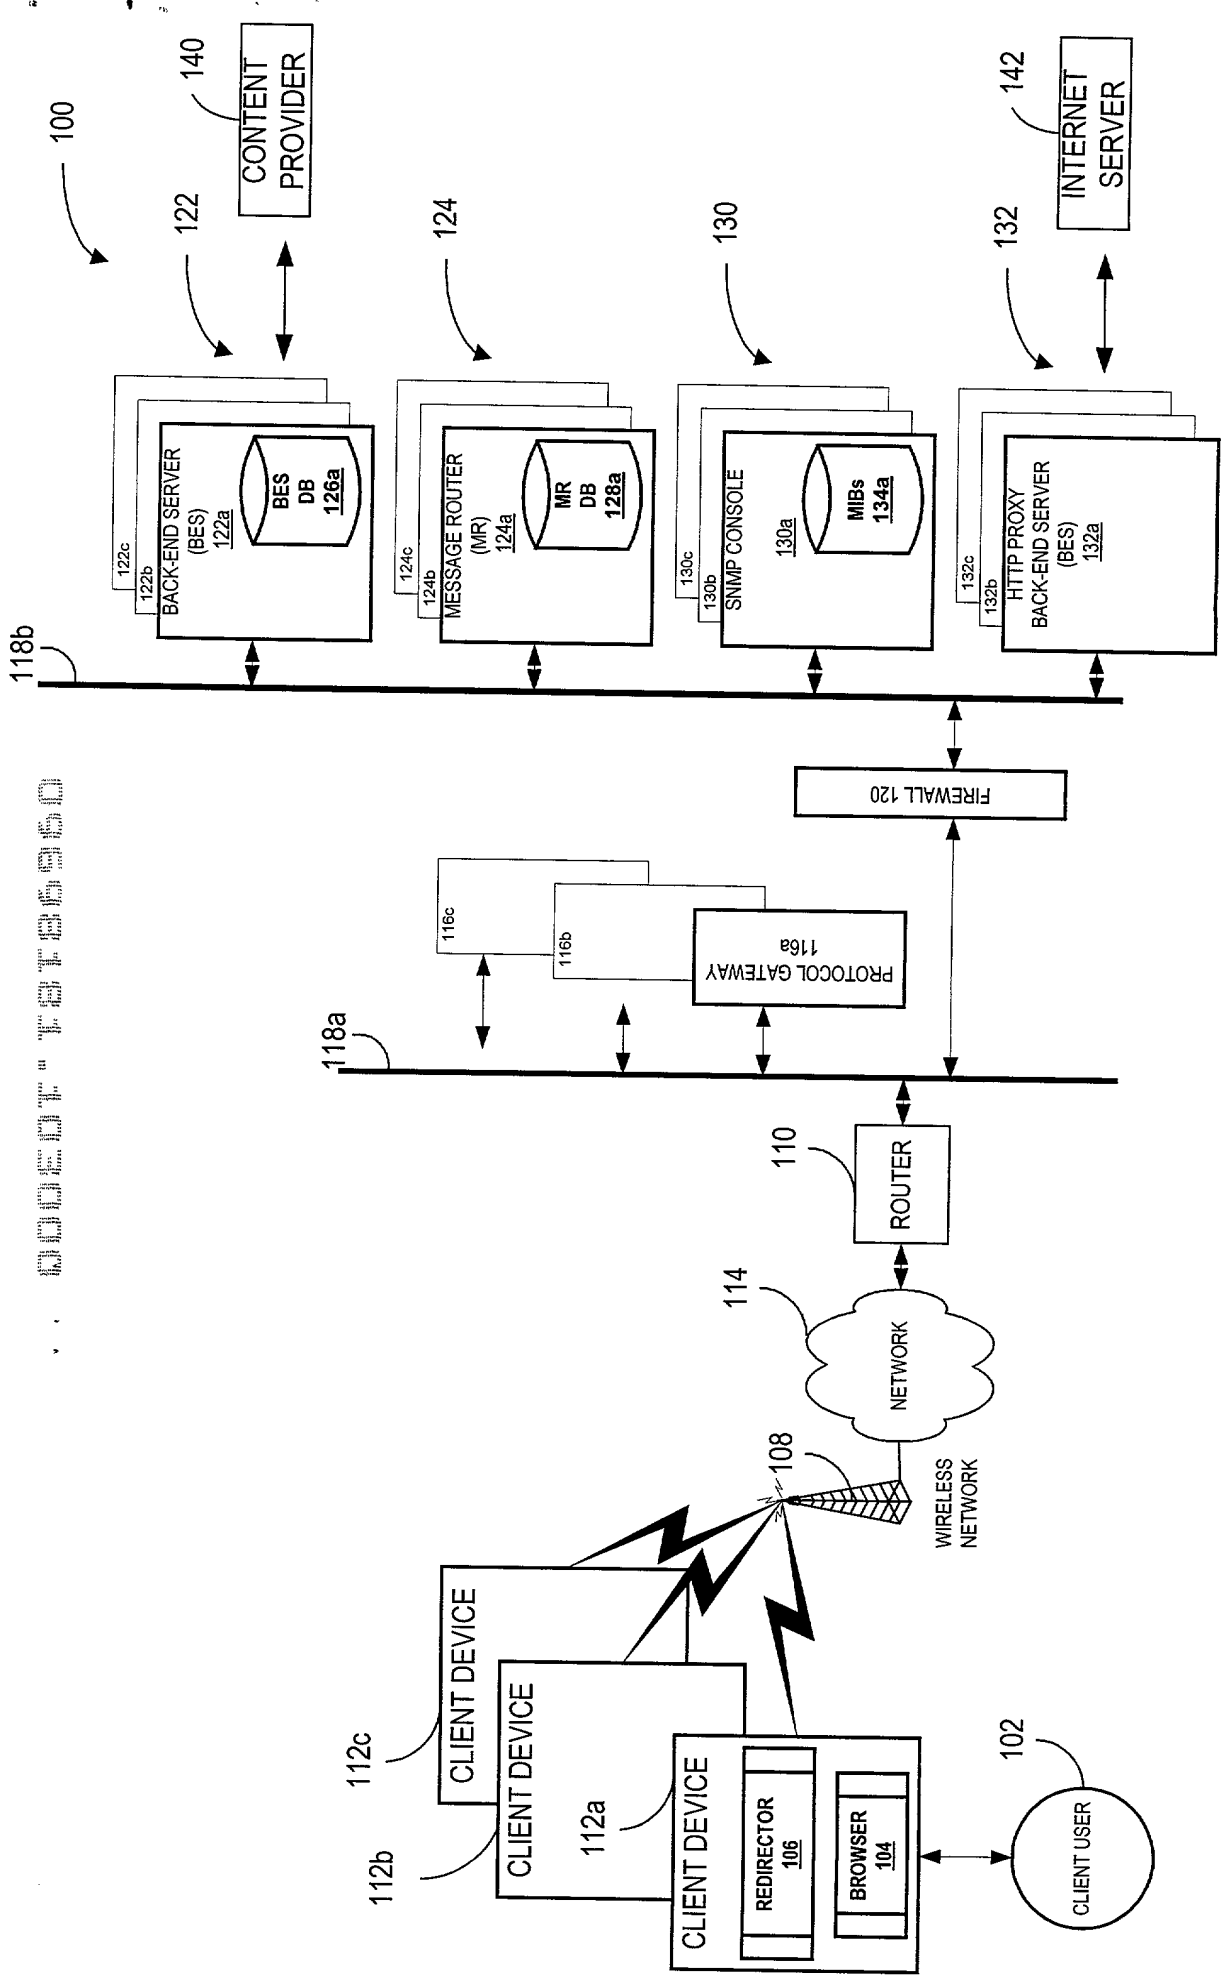 100
140
CONTENT
PROVIDER
122
122c
122b
BACK-END SERVER
(BES)
122a
BES
DB
126a
124
124c
124b
MESSAGE ROUTER
(MR)
124a
MR
DB
128a
130
130c
130b
SNMP CONSOLE
130a
MIBs
134a
142
INTERNET
SERVER
132
132c
132b
HTTP PROXY
BACK-END SERVER
(BES)
132a
118b
FIREWALL 120
116c
116b
PROTOCOL GATEWAY
116a
118a
110
ROUTER
114
NETWORK
108
WIRELESS
NETWORK
112c
CLIENT DEVICE
112b
CLIENT DEVICE
112a
CLIENT DEVICE
REDIRECTOR
106
BROWSER
104
102
CLIENT USER